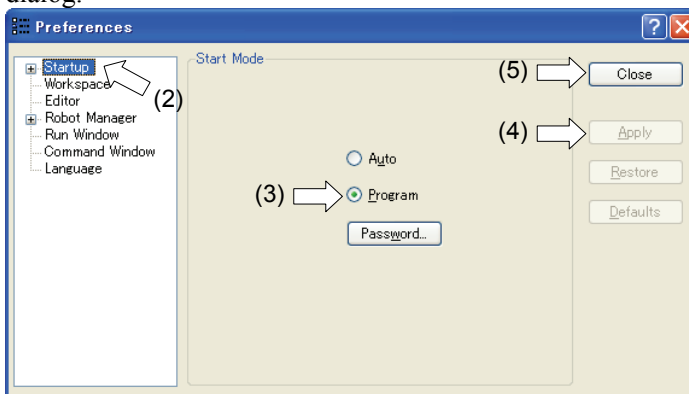 dialog.
Preferences
Startup
Workspace
Editor
Robot Manager
Run Window
Command Window
Language
(2)
Start Mode
Auto
(3)
Program
Password...
(5)
Close
(4)
Apply
Restore
Defaults